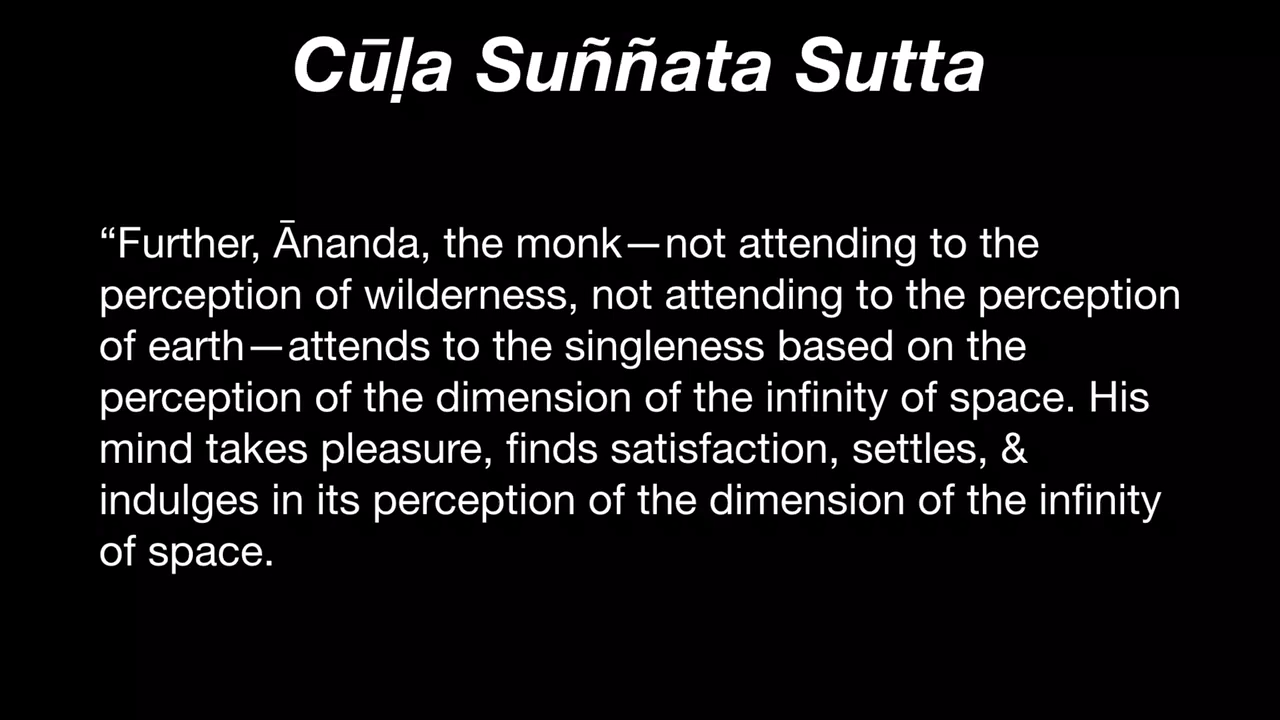 Cūḷa Suññata Sutta
“Further, Ānanda, the monk—not attending to the
perception of wilderness, not attending to the perception
of earth—attends to the singleness based on the
perception of the dimension of the infinity of space. His
mind takes pleasure, finds satisfaction, settles, &
indulges in its perception of the dimension of the infinity
of space.